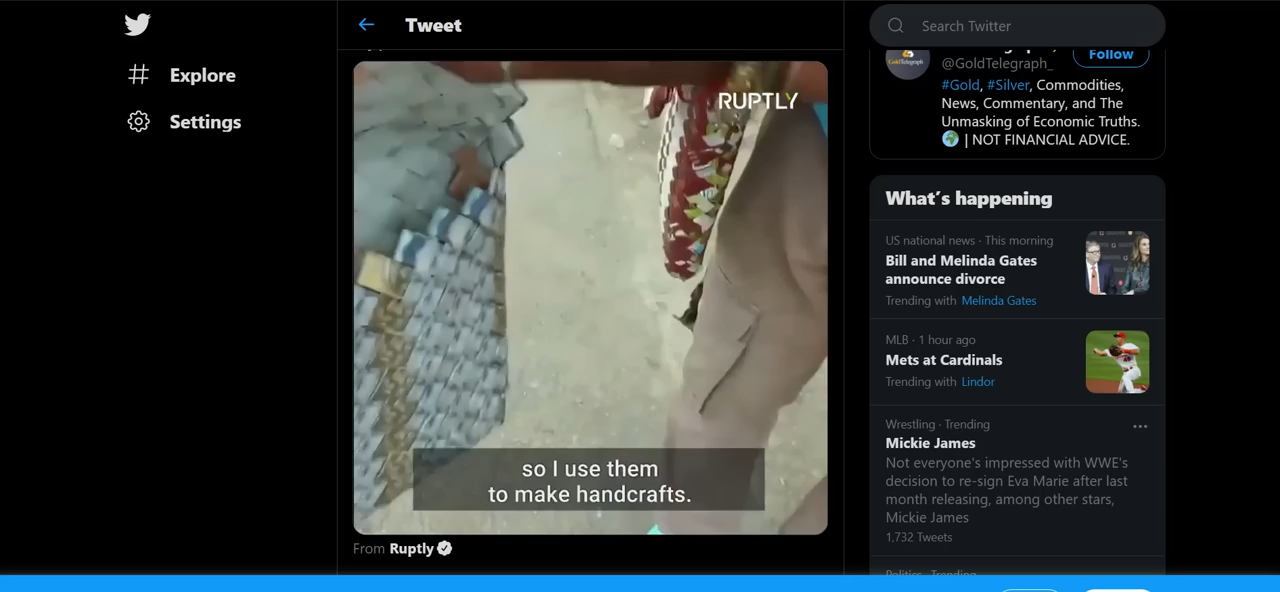 Tweet
Explore
Settings
RUPTLY
so I use them
to make handcrafts.
From Ruptly
Search Twitter
@GoldTelegraph_
Follow
#Gold, #Silver, Commodities,
News, Commentary, and The
Unmasking of Economic Truths.
| NOT FINANCIAL ADVICE.
What's happening
US national news · This morning
Bill and Melinda Gates
announce divorce
Trending with Melinda Gates
MLB · 1 hour ago
Mets at Cardinals
Trending with Lindor
Wrestling · Trending
Mickie James
Not everyone's impressed with WWE's
decision to re-sign Eva Marie after last
month releasing, among other stars,
Mickie James
1,732 Tweets
Politics · Trending